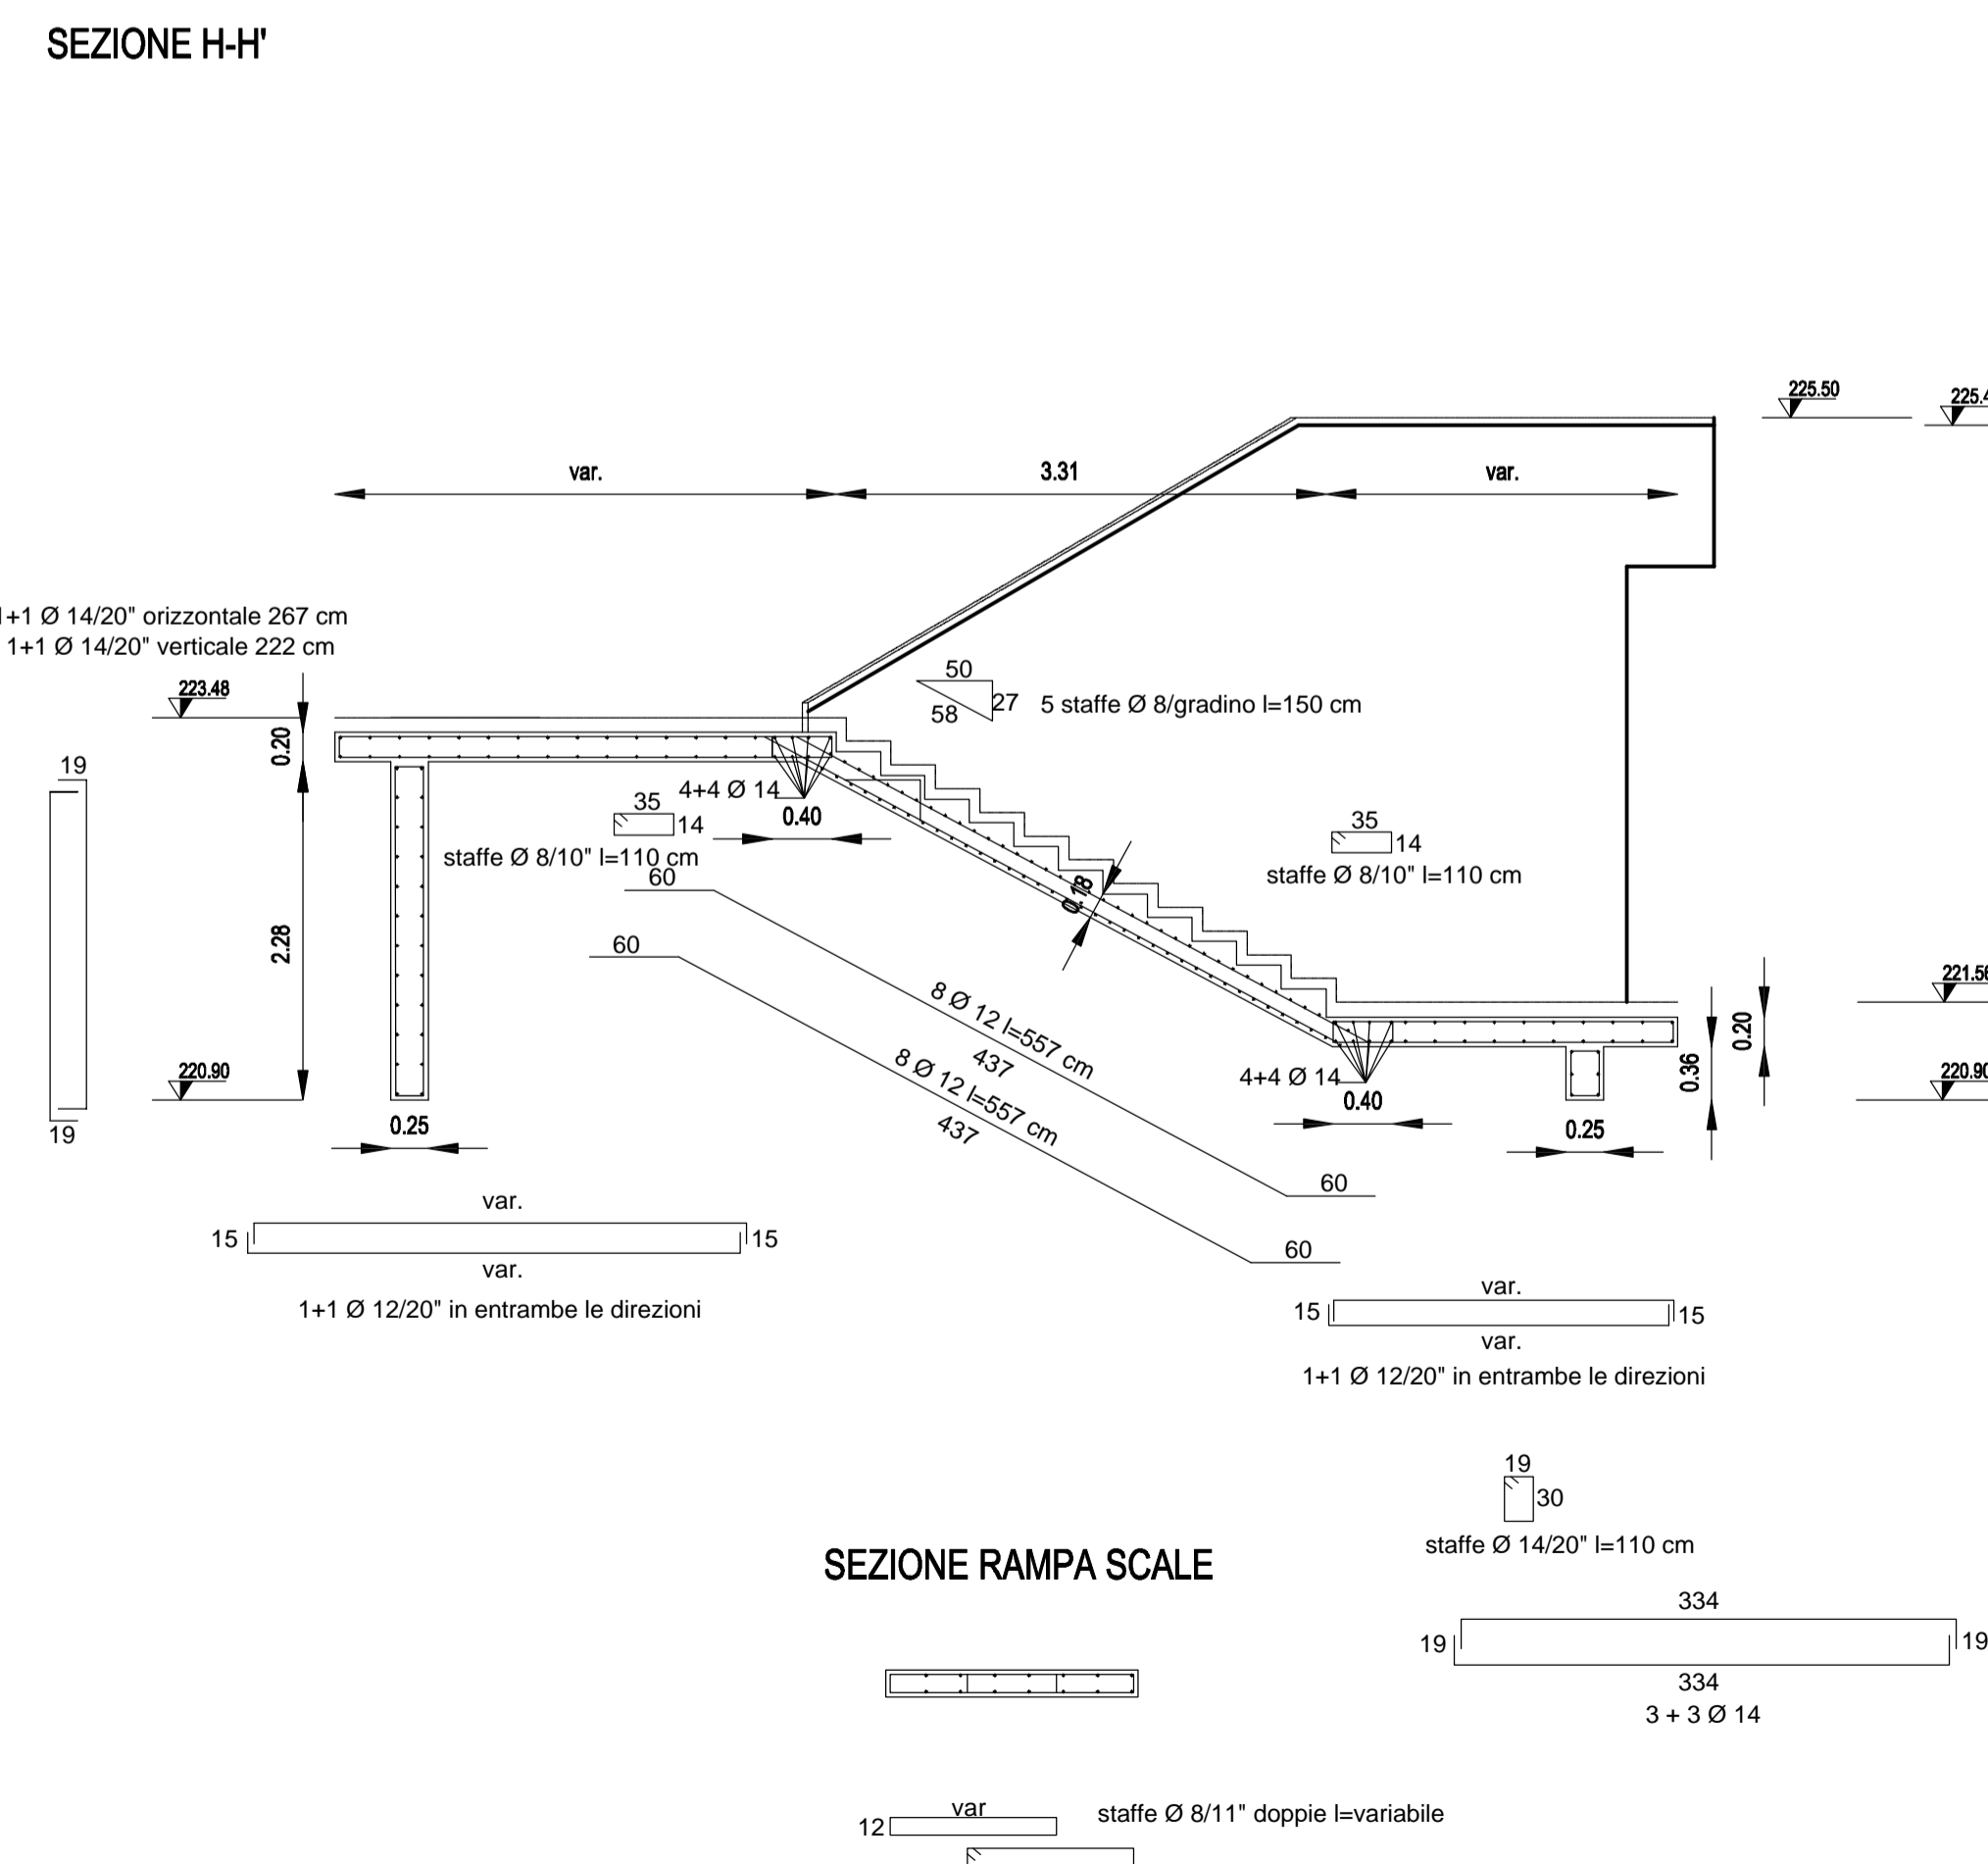 SEZIONE H-H'
225.50
225.4
var.
3.31
var.
1+1 Ø 14/20" orizzontale 267 cm
1+1 Ø 14/20" verticale 222 cm
223.48
50
27
58
5 staffe Ø 8/gradino l=150 cm
0.20
19
4+4 Ø 14
0.40
35
14
staffe Ø 8/10" l=110 cm
35
14
staffe Ø 8/10" l=110 cm
60
0.18
60
2.28
8 Ø 12 l=557 cm
437
8 Ø 12 l=557 cm
437
221.56
0.20
0.36
220.90
220.90
4+4 Ø 14
0.40
0.25
0.25
19
60
60
var.
15
15
var.
1+1 Ø 12/20" in entrambe le direzioni
var.
15
15
var.
1+1 Ø 12/20" in entrambe le direzioni
19
30
staffe Ø 14/20" l=110 cm
SEZIONE RAMPA SCALE
334
19
19
334
3 + 3 Ø 14
var
12
staffe Ø 8/11" doppie l=variabile